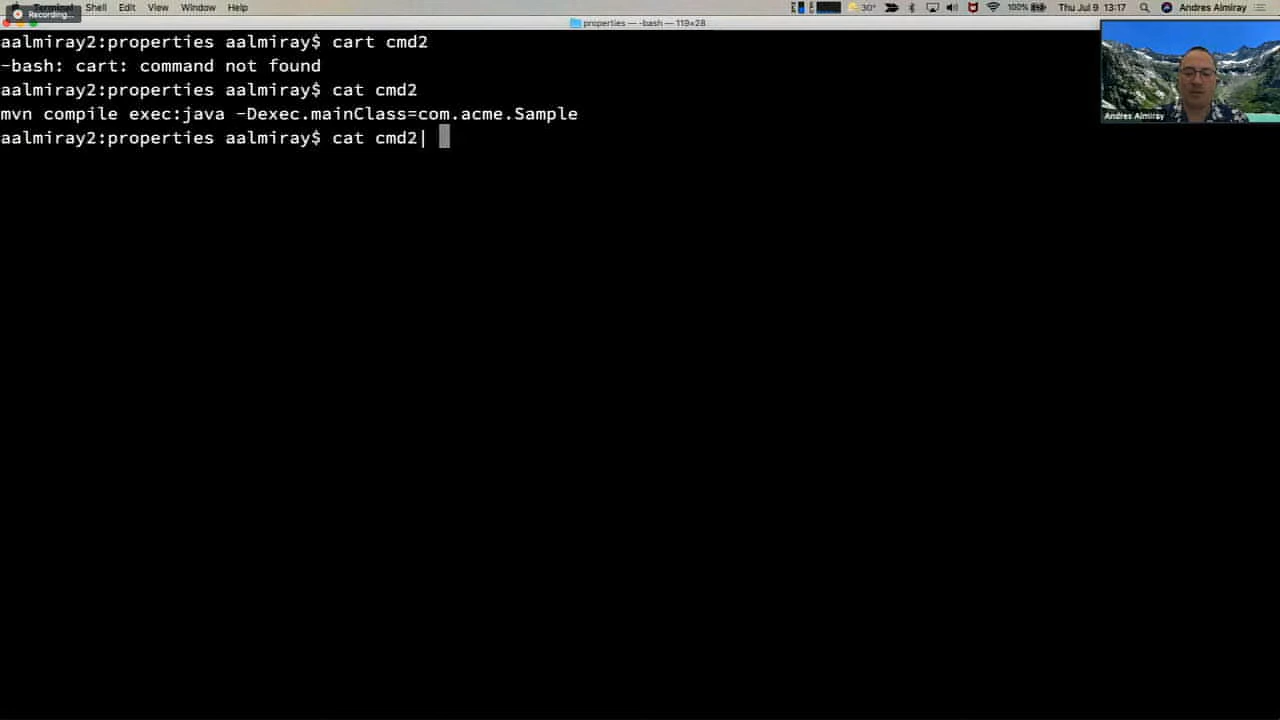 Terminal Shell Edit View Window Help
Recording...
30° 100% Thu Jul 9 13:17 Andres Almiray
properties — -bash — 119×28
aalmiray2:properties aalmiray$ cart cmd2
-bash: cart: command not found
aalmiray2:properties aalmiray$ cat cmd2
mvn compile exec:java -Dexec.mainClass=com.acme.Sample
aalmiray2:properties aalmiray$ cat cmd2|
Andres Almiray